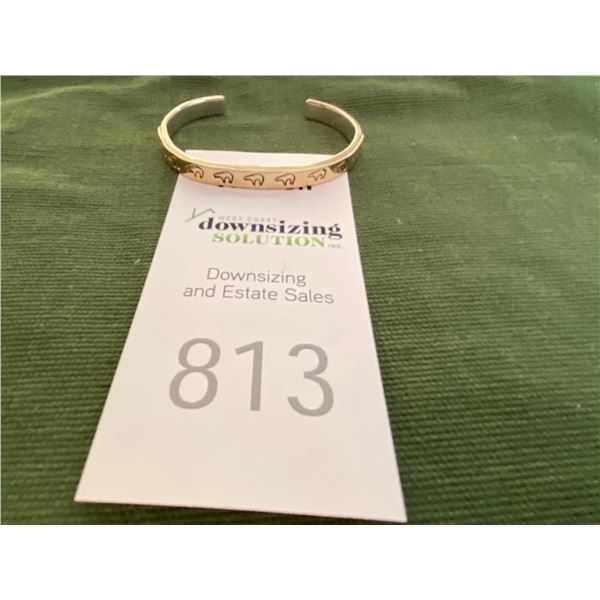 WEST COAST
downsizing
SOLUTION INC.
Downsizing
and Estate Sales
813